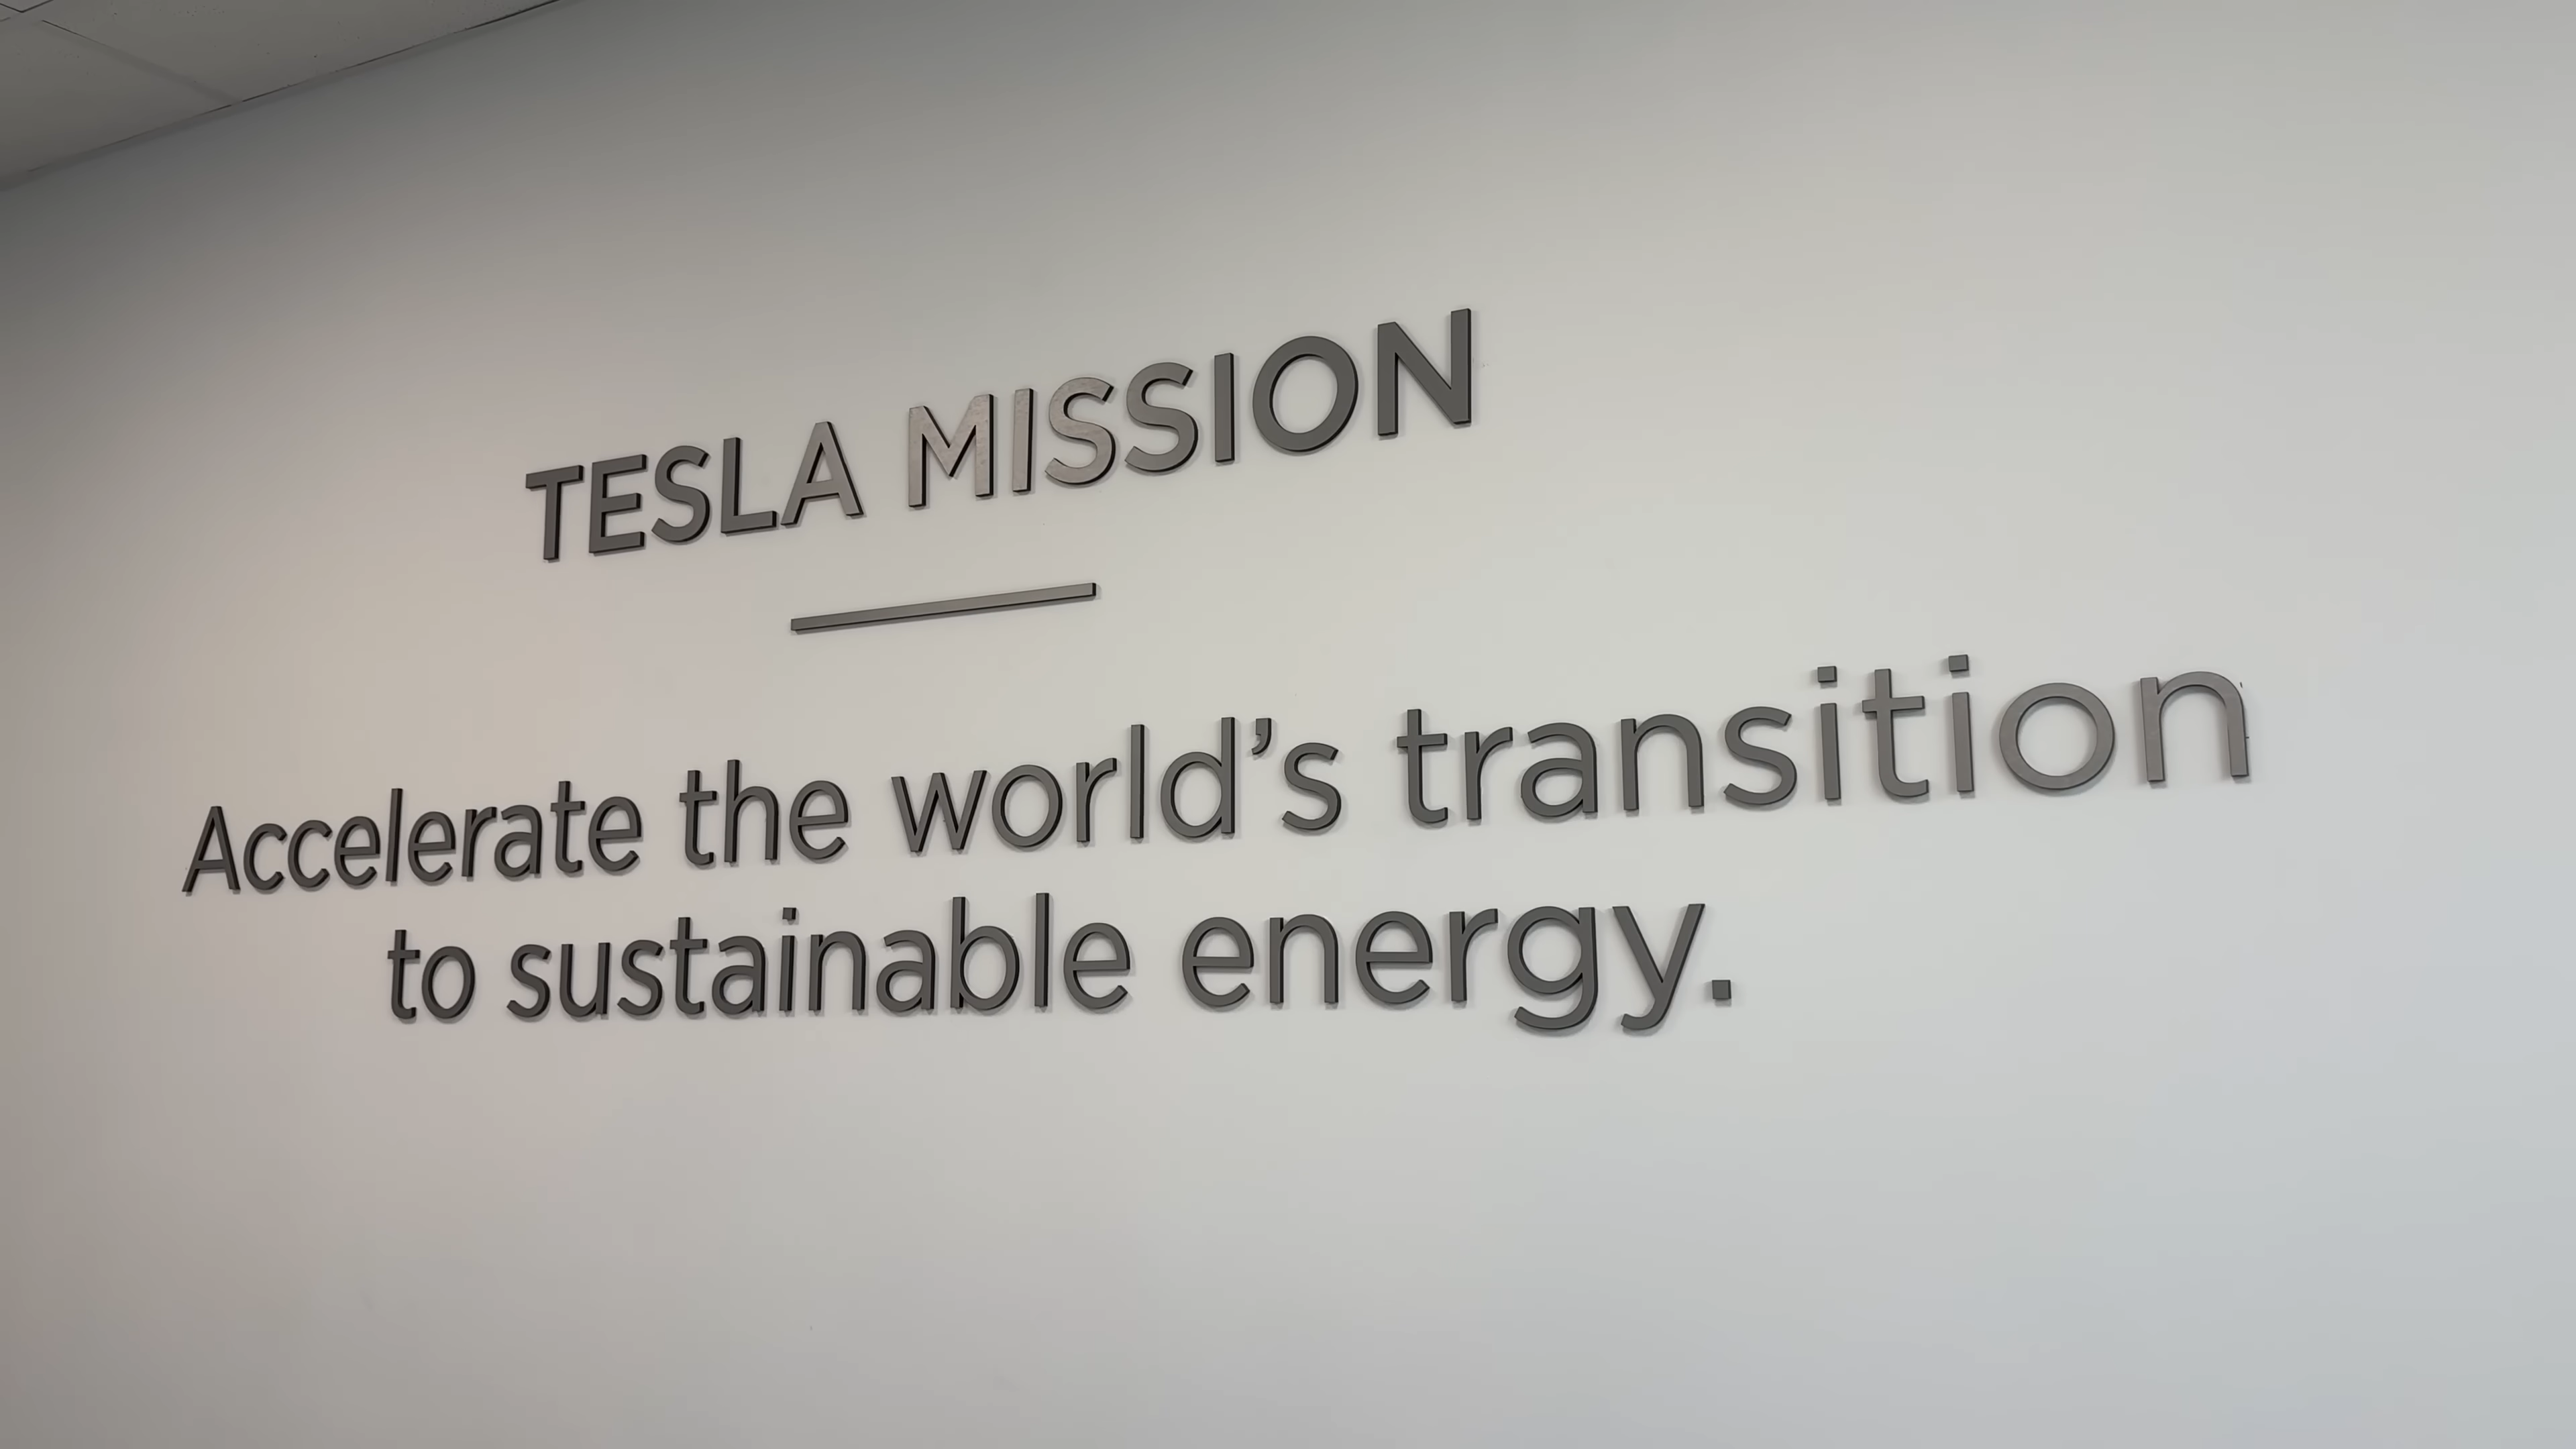 TESLA MISSION
Accelerate the world’s transition
to sustainable energy.